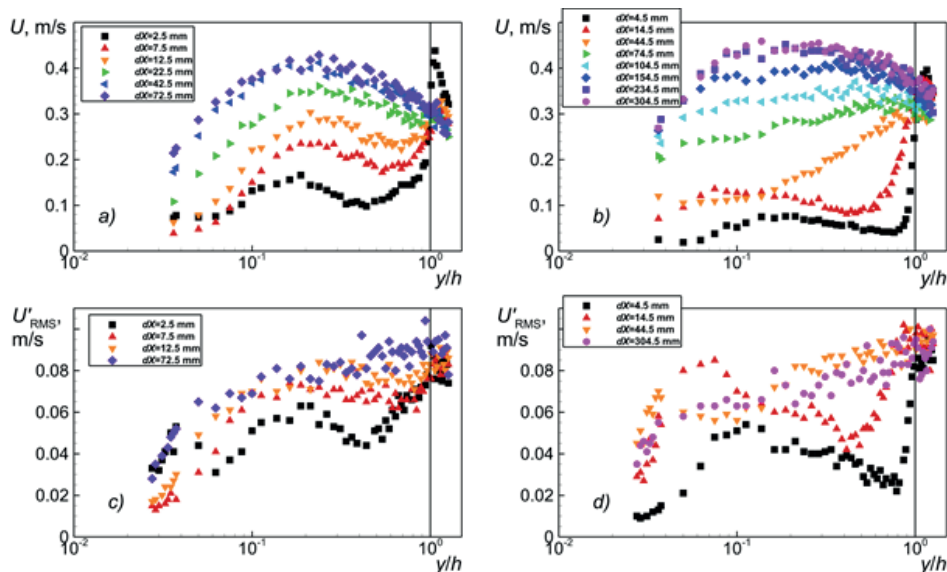 U, m/s
dX=2.5 mm
dX=7.5 mm
dX=12.5 mm
dX=22.5 mm
dX=42.5 mm
dX=72.5 mm
0.4
0.3
0.2
0.1
0
a)
10⁻²
10⁻¹
10⁰
y/h
U, m/s
dX=4.5 mm
dX=14.5 mm
dX=44.5 mm
dX=74.5 mm
dX=104.5 mm
dX=154.5 mm
dX=234.5 mm
dX=304.5 mm
0.4
0.3
0.2
0.1
0
b)
10⁻²
10⁻¹
10⁰
y/h
U'RMS,
m/s
dX=2.5 mm
dX=7.5 mm
dX=12.5 mm
dX=72.5 mm
0.08
0.06
0.04
0.02
0
c)
10⁻²
10⁻¹
10⁰
y/h
U'RMS,
m/s
dX=4.5 mm
dX=14.5 mm
dX=44.5 mm
dX=304.5 mm
0.08
0.06
0.04
0.02
0
d)
10⁻²
10⁻¹
10⁰
y/h